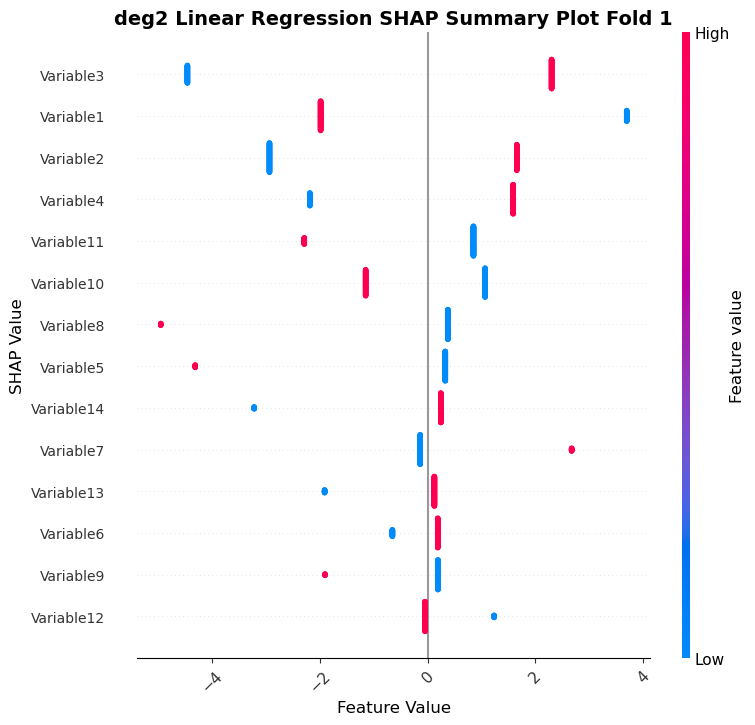 deg2 Linear Regression SHAP Summary Plot Fold 1
High
Variable3
Variable1
Variable2
Variable4
Variable11
Variable10
Variable8
Variable5
Variable14
Variable7
Variable13
Variable6
Variable9
Variable12
SHAP Value
Feature value
Low
−4
−2
0
2
4
Feature Value